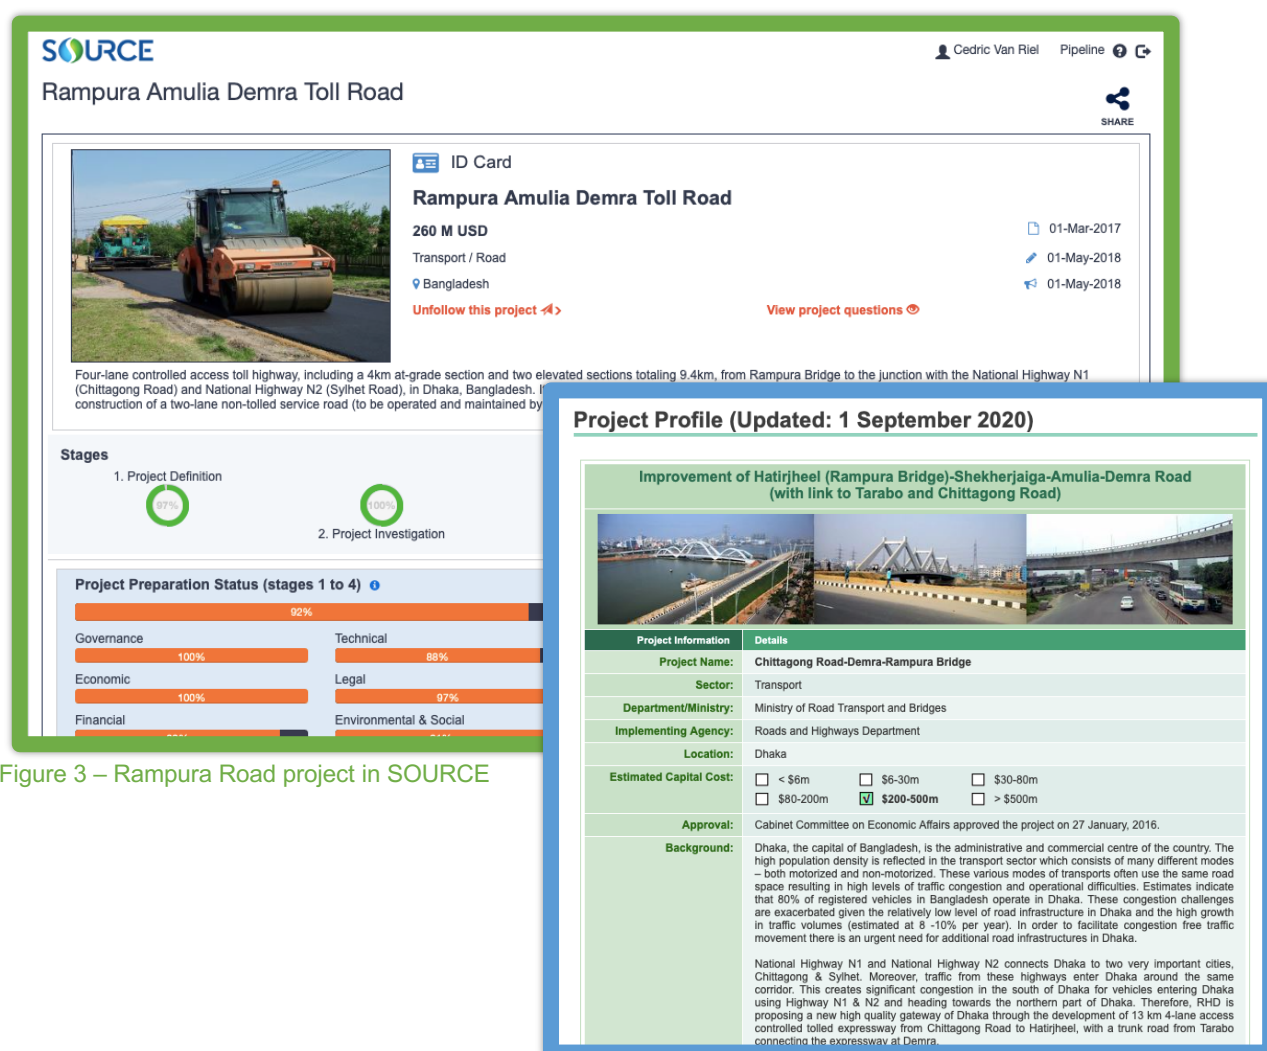 SOURCE
Cedric Van Riel Pipeline
Rampura Amulia Demra Toll Road
SHARE
ID Card
Rampura Amulia Demra Toll Road
260 M USD
01-Mar-2017
Transport / Road
01-May-2018
Bangladesh
01-May-2018
Unfollow this project
View project questions
Four-lane controlled access toll highway, including a 4km at-grade section and two elevated sections totaling 9.4km, from Rampura Bridge to the junction with the National Highway N1
(Chittagong Road) and National Highway N2 (Sylhet Road), in Dhaka, Bangladesh.
construction of a two-lane non-tolled service road (to be operated and maintained by
Stages
1. Project Definition
97%
100%
2. Project Investigation
Project Preparation Status (stages 1 to 4)
92%
Governance
100%
Technical
88%
Economic
100%
Legal
97%
Financial
Environmental & Social
Figure 3 – Rampura Road project in SOURCE
Project Profile (Updated: 1 September 2020)
Improvement of Hatirjheel (Rampura Bridge)-Shekherjaiga-Amulia-Demra Road
(with link to Tarabo and Chittagong Road)
Project Information Details
Project Name: Chittagong Road-Demra-Rampura Bridge
Sector: Transport
Department/Ministry: Ministry of Road Transport and Bridges
Implementing Agency: Roads and Highways Department
Location: Dhaka
Estimated Capital Cost: < $6m $6-30m $30-80m
$80-200m √ $200-500m > $500m
Approval: Cabinet Committee on Economic Affairs approved the project on 27 January, 2016.
Background: Dhaka, the capital of Bangladesh, is the administrative and commercial centre of the country. The
high population density is reflected in the transport sector which consists of many different modes
– both motorized and non-motorized. These various modes of transports often use the same road
space resulting in high levels of traffic congestion and operational difficulties. Estimates indicate
that 80% of registered vehicles in Bangladesh operate in Dhaka. These congestion challenges
are exacerbated given the relatively low level of road infrastructure in Dhaka and the high growth
in traffic volumes (estimated at 8 -10% per year). In order to facilitate congestion free traffic
movement there is an urgent need for additional road infrastructures in Dhaka.
National Highway N1 and National Highway N2 connects Dhaka to two very important cities,
Chittagong & Sylhet. Moreover, traffic from these highways enter Dhaka around the same
corridor. This creates significant congestion in the south of Dhaka for vehicles entering Dhaka
using Highway N1 & N2 and heading towards the northern part of Dhaka. Therefore, RHD is
proposing a new high quality gateway of Dhaka through the development of 13 km 4-lane access
controlled tolled expressway from Chittagong Road to Hatirjheel, with a trunk road from Tarabo
connecting the expressway at Demra.